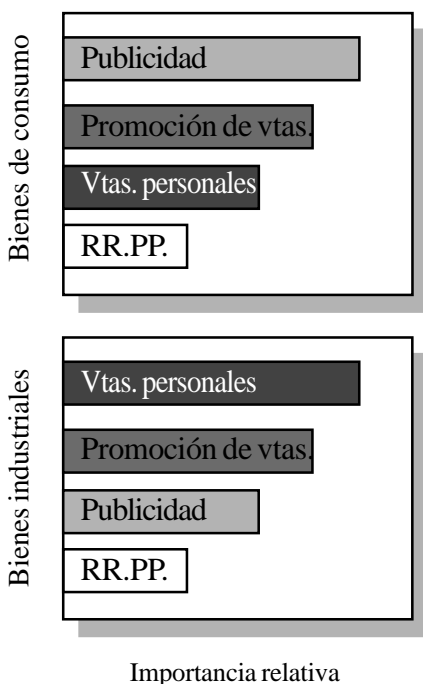 Bienes de consumo
Publicidad
Promoción de vtas.
Vtas. personales
RR.PP.
Bienes industriales
Vtas. personales
Promoción de vtas.
Publicidad
RR.PP.
Importancia relativa